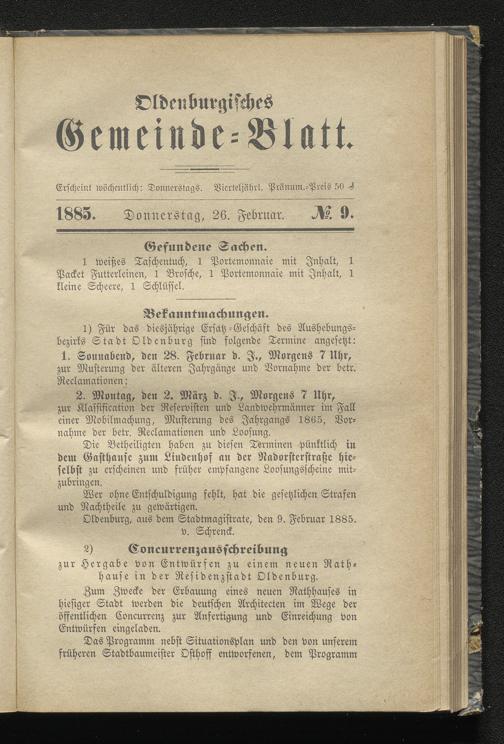 Oldenburgisches
Gemeinde-Blatt.
Erscheint wöchentlich: Donnerstags. Vierteljährl. Pränum.-Preis 50 ₰
1885. Donnerstag, 26. Februar. № 9.
Gefundene Sachen.
1 weißes Taschentuch, 1 Portemonnaie mit Inhalt, 1
Packet Futterleinen, 1 Brosche, 1 Portemonnaie mit Inhalt, 1
kleine Scheere, 1 Schlüssel.
Bekanntmachungen.
1) Für das diesjährige Ersatz-Geschäft des Aushebungs-
bezirks Stadt Oldenburg sind folgende Termine angesetzt:
1. Sonnabend, den 28. Februar d. J., Morgens 7 Uhr,
zur Musterung der älteren Jahrgänge und Vornahme der betr.
Reclamationen;
2. Montag, den 2. März d. J., Morgens 7 Uhr,
zur Klassification der Reservisten und Landwehrmänner im Fall
einer Mobilmachung, Musterung des Jahrgangs 1865, Vor-
nahme der betr. Reclamationen und Loosung.
Die Betheiligten haben zu diesen Terminen pünktlich in
dem Gasthause zum Lindenhof an der Nadorsterstraße hie-
selbst zu erscheinen und früher empfangene Loosungsscheine mit-
zubringen.
Wer ohne Entschuldigung fehlt, hat die gesetzlichen Strafen
und Nachtheile zu gewärtigen.
Oldenburg, aus dem Stadtmagistrate, den 9. Februar 1885.
v. Schrenck.
2) Concurrenzausschreibung
zur Hergabe von Entwürfen zu einem neuen Rath-
hause in der Residenzstadt Oldenburg.
Zum Zwecke der Erbauung eines neuen Rathhauses in
hiesiger Stadt werden die deutschen Architecten im Wege der
öffentlichen Concurrenz zur Anfertigung und Einreichung von
Entwürfen eingeladen.
Das Programm nebst Situationsplan und den von unserem
früheren Stadtbaumeister Osthoff entworfenen, dem Programm